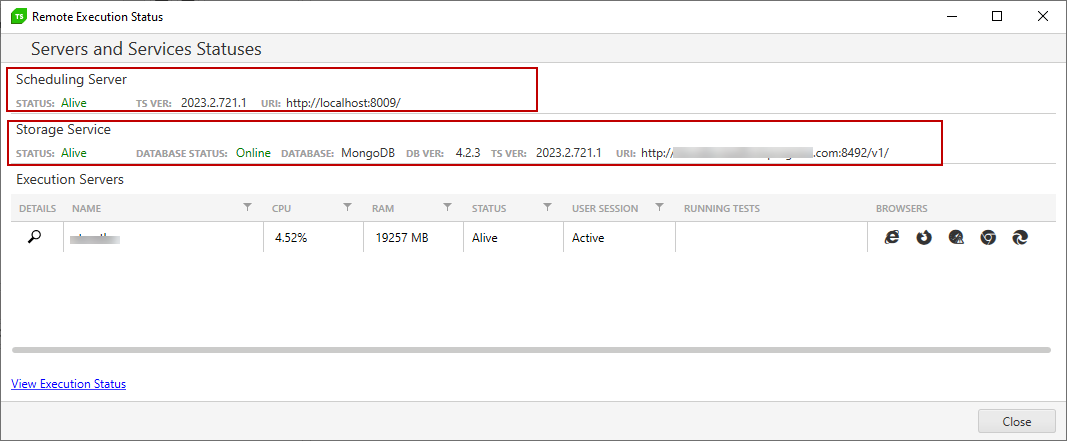 TS Remote Execution Status
Servers and Services Statuses
Scheduling Server
STATUS: Alive TS VER: 2023.2.721.1 URI: http://localhost:8009/
Storage Service
STATUS: Alive DATABASE STATUS: Online DATABASE: MongoDB DB VER: 4.2.3 TS VER: 2023.2.721.1 URI: http:/ .com:8492/v1/
Execution Servers
DETAILS NAME CPU RAM STATUS USER SESSION RUNNING TESTS BROWSERS
4.52% 19257 MB Alive Active
View Execution Status
Close